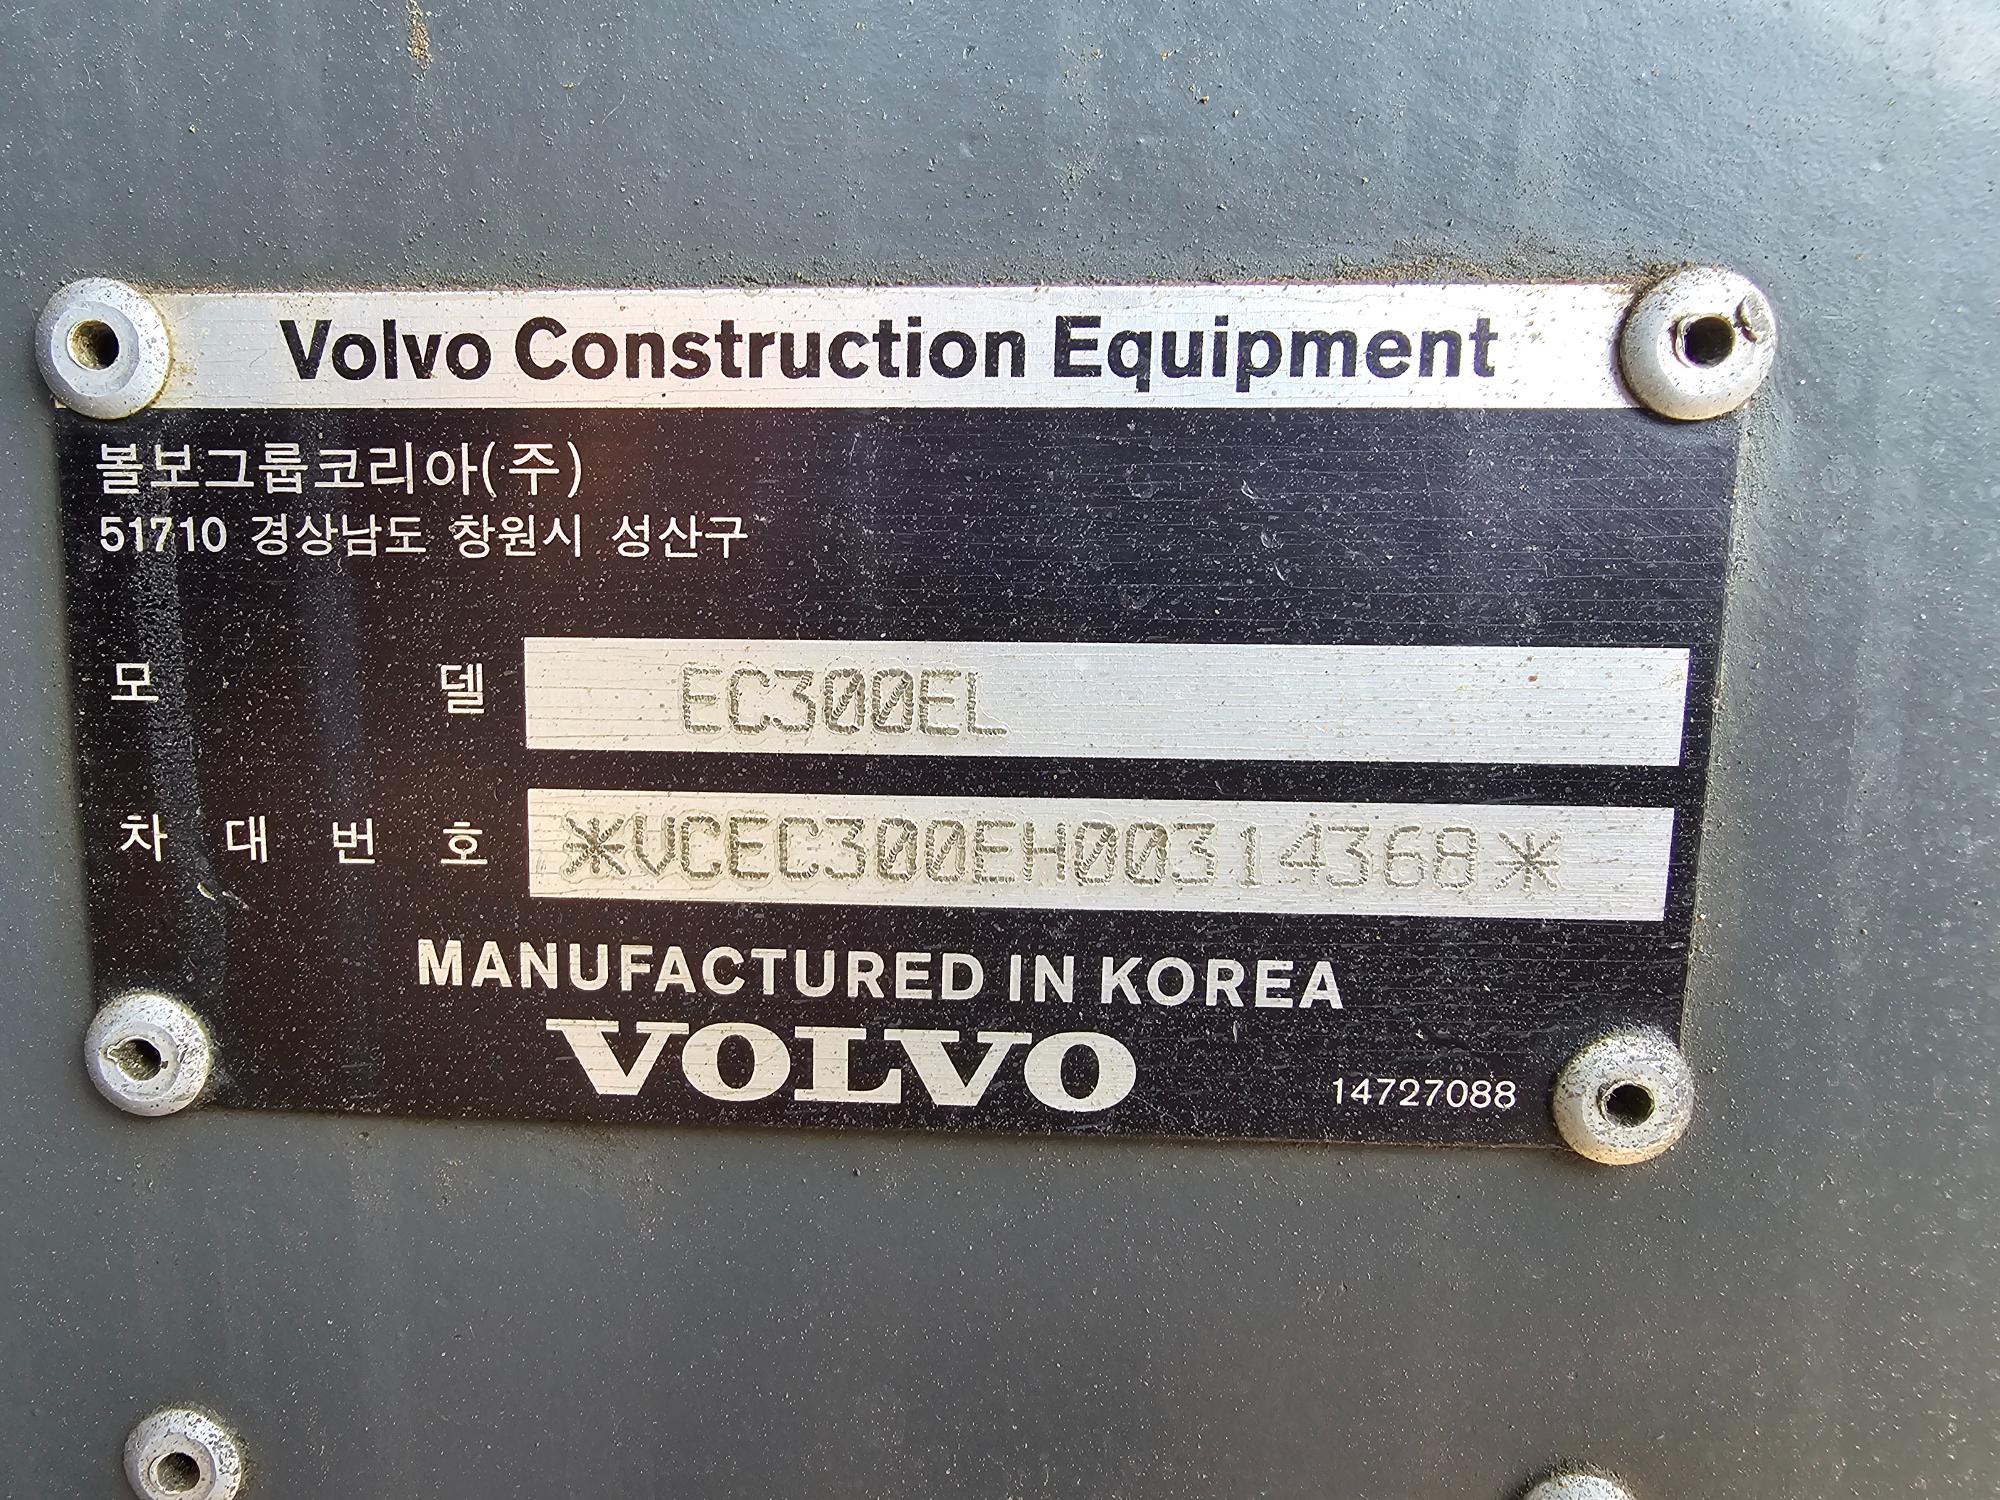 Volvo Construction Equipment
볼보그룹코리아(주)
51710 경상남도 창원시 성산구
모 델 EC300EL
차 대 번 호 *VCEC300EH00314368*
MANUFACTURED IN KOREA
VOLVO
14727088